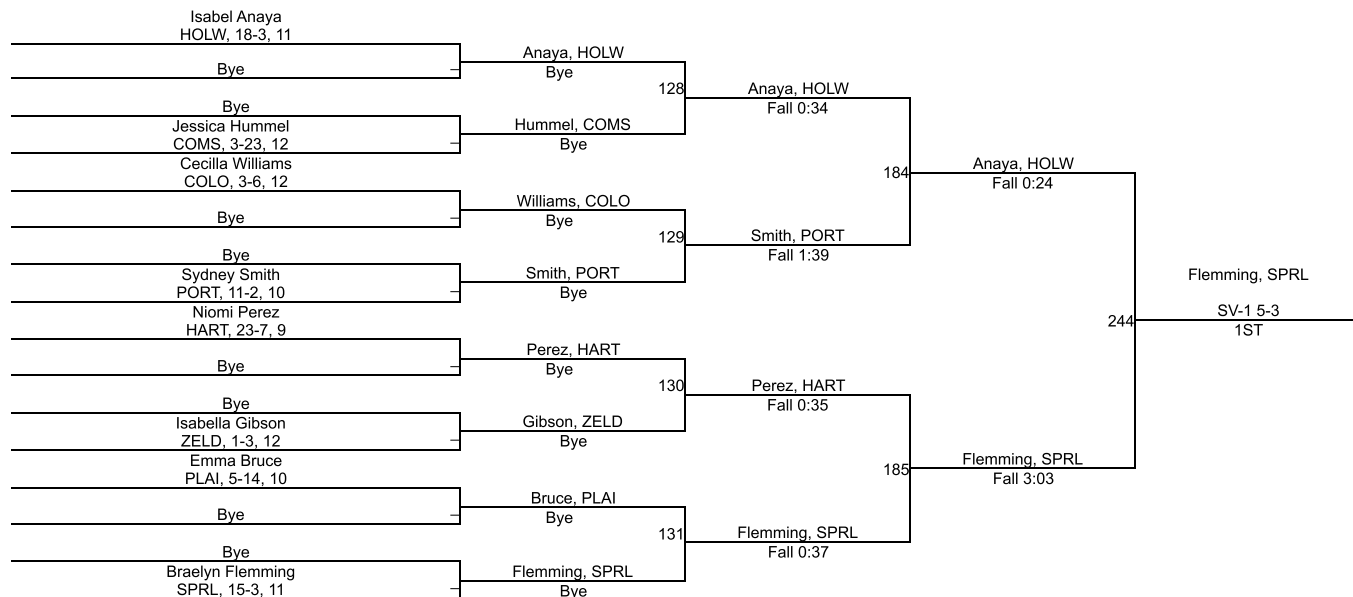 Isabel Anaya
HOLW, 18-3, 11
Bye
Bye
Jessica Hummel
COMS, 3-23, 12
Cecilla Williams
COLO, 3-6, 12
Bye
Bye
Sydney Smith
PORT, 11-2, 10
Niomi Perez
HART, 23-7, 9
Bye
Bye
Isabella Gibson
ZELD, 1-3, 12
Emma Bruce
PLAI, 5-14, 10
Bye
Bye
Braelyn Flemming
SPRL, 15-3, 11
Anaya, HOLW
Bye
128
Hummel, COMS
Bye
Williams, COLO
Bye
129
Smith, PORT
Bye
Perez, HART
Bye
130
Gibson, ZELD
Bye
Bruce, PLAI
Bye
131
Flemming, SPRL
Bye
Anaya, HOLW
Fall 0:34
184
Smith, PORT
Fall 1:39
Perez, HART
Fall 0:35
185
Flemming, SPRL
Fall 0:37
Anaya, HOLW
Fall 0:24
244
Flemming, SPRL
Fall 3:03
Flemming, SPRL
SV-1 5-3
1ST